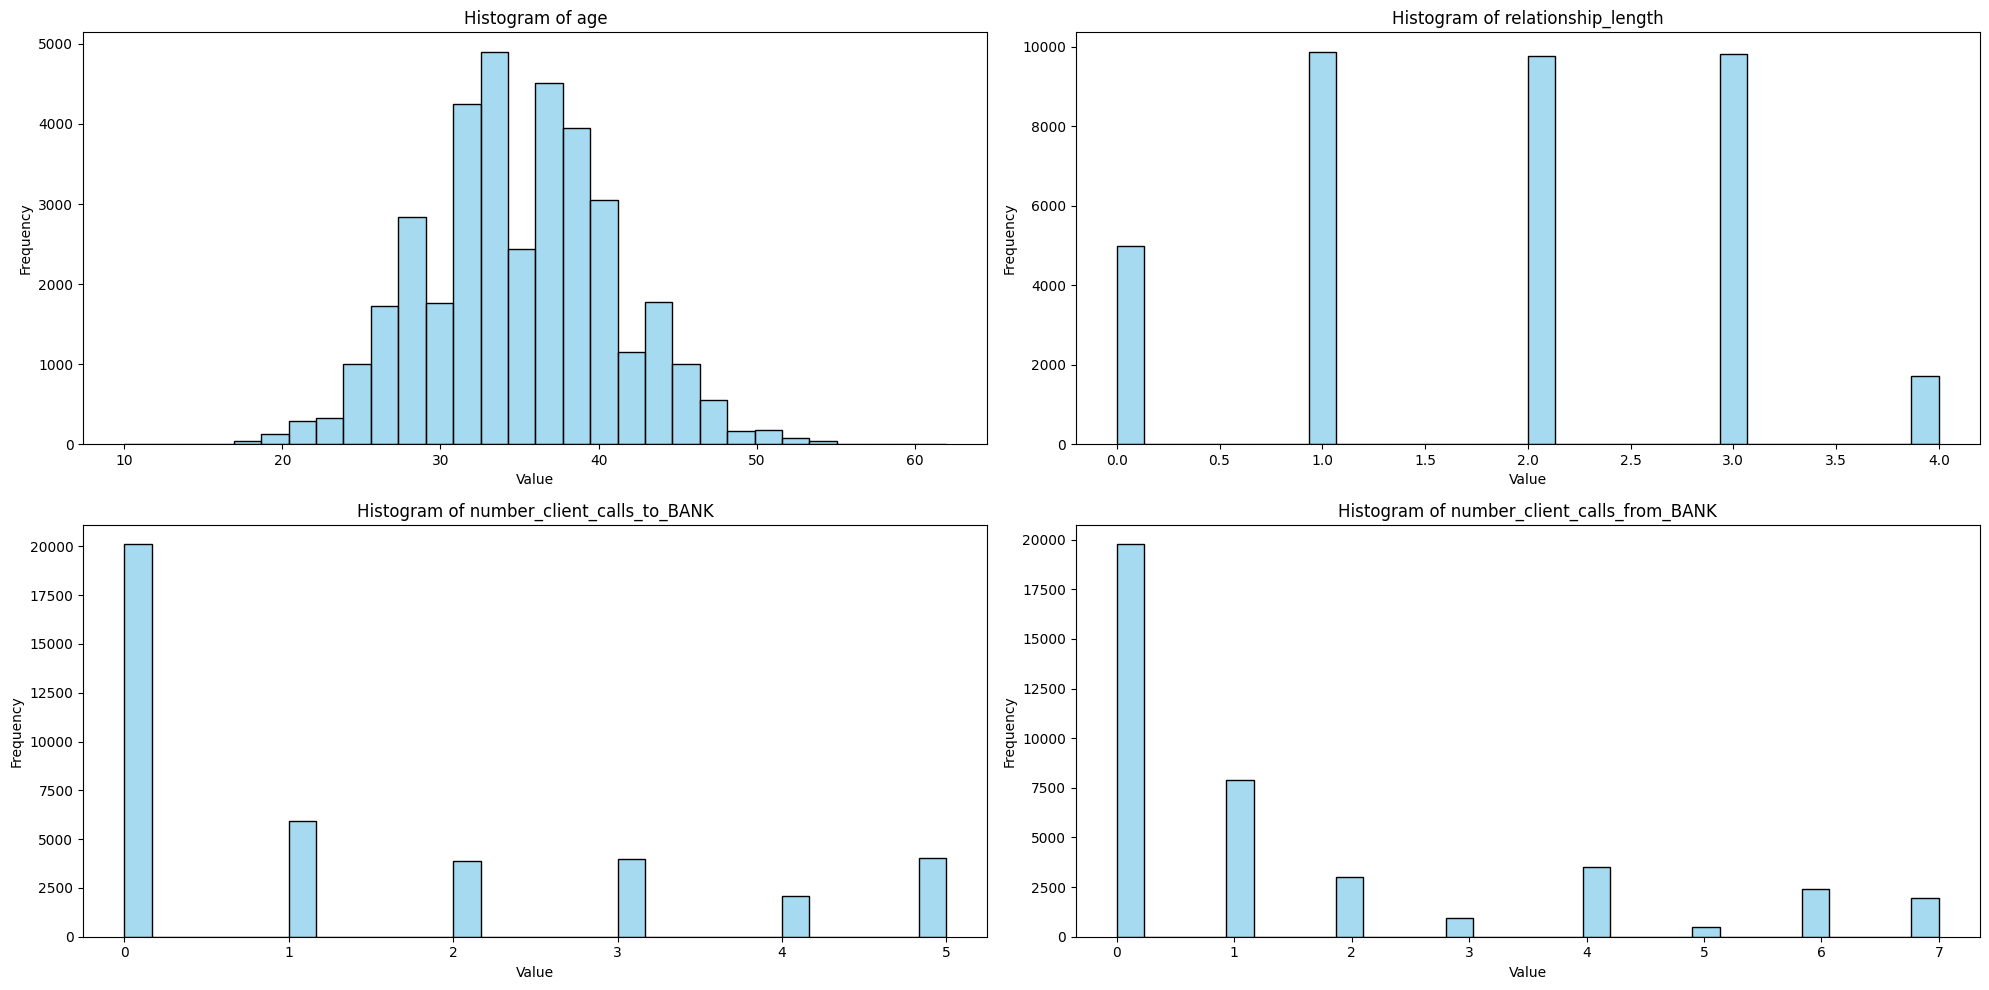 Histogram of age
5000
4000
3000
2000
1000
0
Frequency
10 20 30 40 50 60
Value
Histogram of relationship_length
10000
8000
6000
4000
2000
0
Frequency
0.0 0.5 1.0 1.5 2.0 2.5 3.0 3.5 4.0
Value
Histogram of number_client_calls_to_BANK
20000
17500
15000
12500
10000
7500
5000
2500
0
Frequency
0 1 2 3 4 5
Value
Histogram of number_client_calls_from_BANK
20000
17500
15000
12500
10000
7500
5000
2500
0
Frequency
0 1 2 3 4 5 6 7
Value